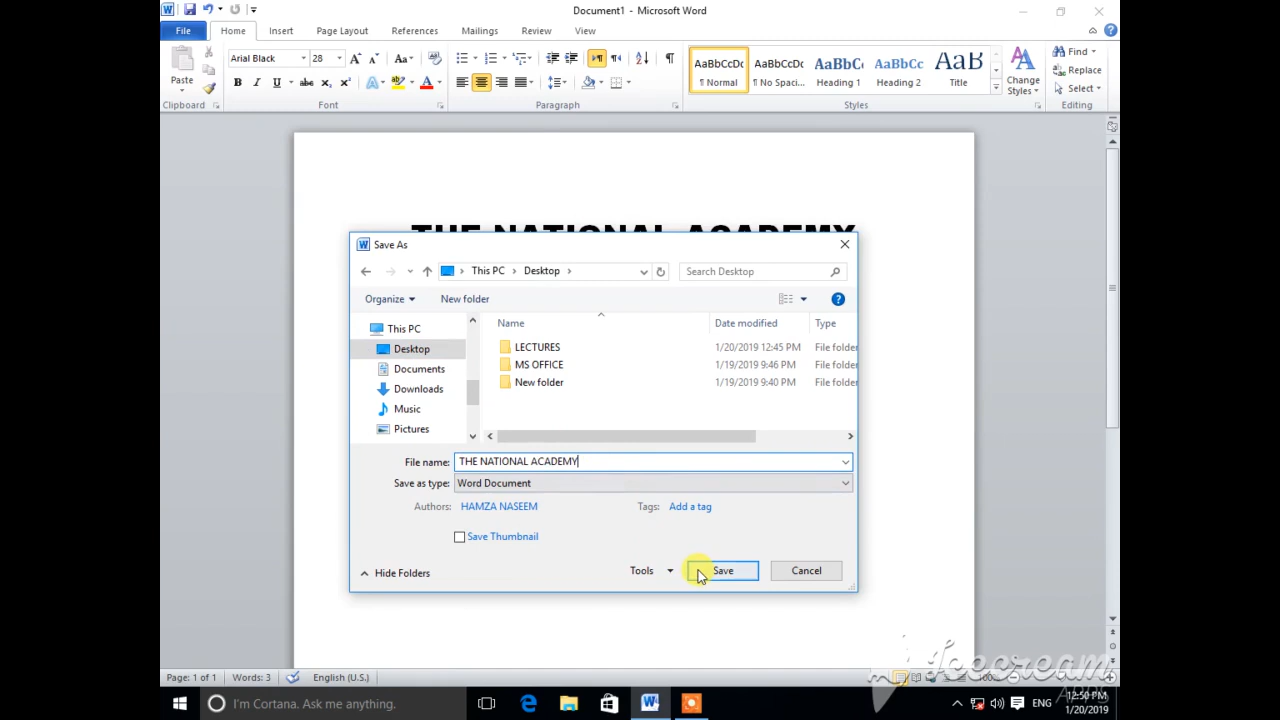 Document1 - Microsoft Word
File Home Insert Page Layout References Mailings Review View
Paste
Clipboard
Arial Black 28
Font
Paragraph
AaBbCcDc ¶ Normal
AaBbCcDc ¶ No Spaci...
AaBbCc Heading 1
AaBbCc Heading 2
AaB Title
Change Styles
Styles
Find
Replace
Select
Editing
THE NATIONAL ACADEMY
Save As
This PC > Desktop >
Search Desktop
Organize New folder
Name Date modified Type
This PC
Desktop
Documents
Downloads
Music
Pictures
LECTURES 1/20/2019 12:45 PM File folder
MS OFFICE 1/19/2019 9:46 PM File folder
New folder 1/19/2019 9:40 PM File folder
File name: THE NATIONAL ACADEMY
Save as type: Word Document
Authors: HAMZA NASEEM Tags: Add a tag
Save Thumbnail
Hide Folders Tools Save Cancel
Icecream
APPS
Page: 1 of 1 Words: 3 English (U.S.) 100%
I'm Cortana. Ask me anything.
ENG
12:50 PM
1/20/2019